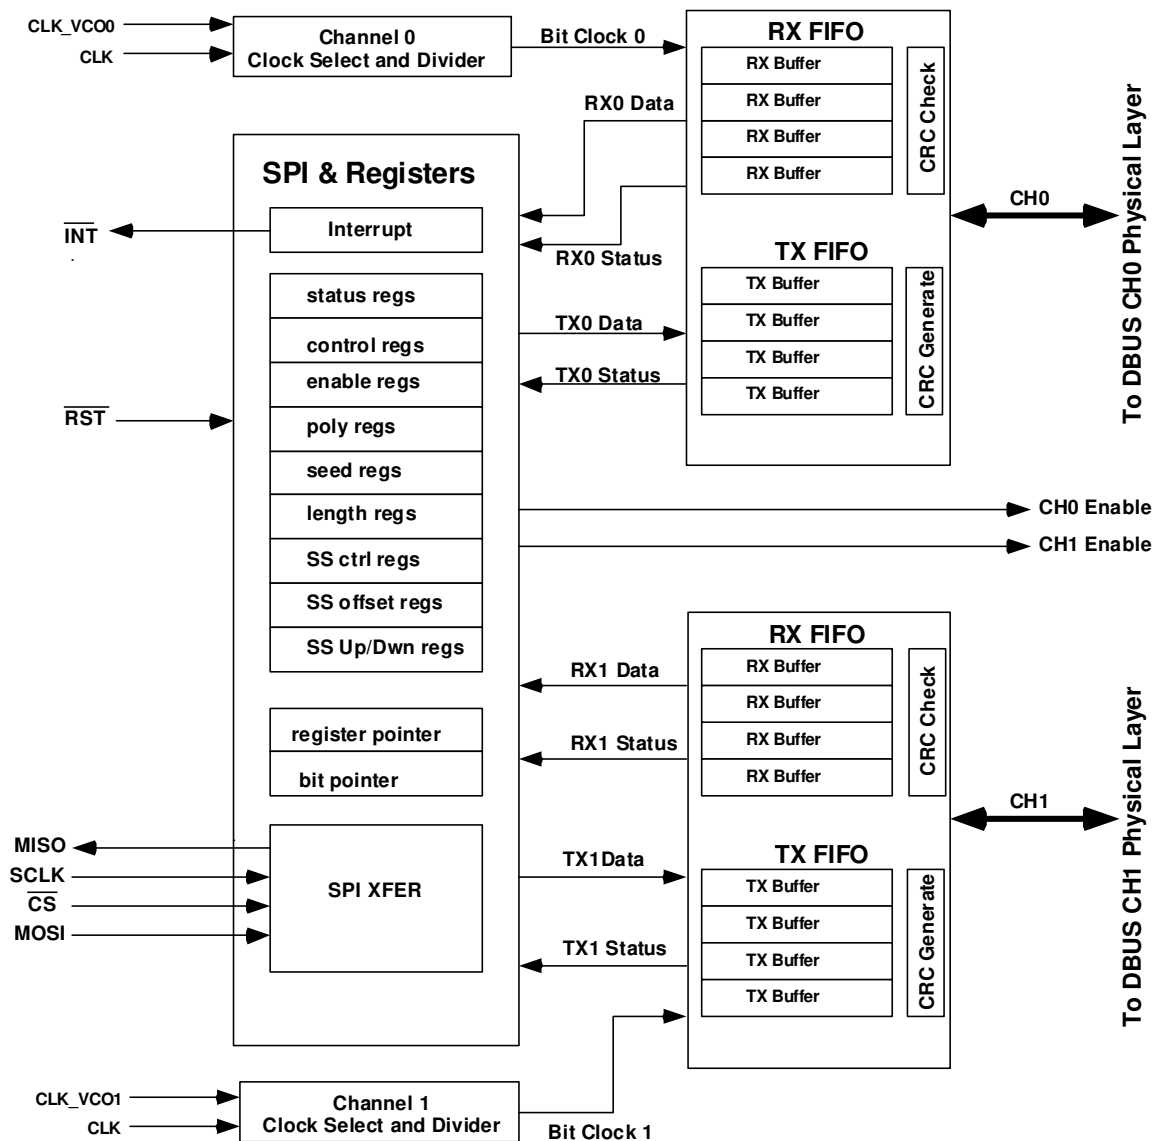 CLK_VCO0
CLK
Channel 0
Clock Select and Divider
Bit Clock 0
RX FIFO
RX Buffer
RX Buffer
RX Buffer
RX Buffer
CRC Check
RX0 Data
RX0 Status
SPI & Registers
INT
Interrupt
TX FIFO
TX Buffer
TX Buffer
TX Buffer
TX Buffer
CRC Generate
TX0 Data
TX0 Status
CH0
To DBUS CH0 Physical Layer
RST
status regs
control regs
enable regs
poly regs
seed regs
length regs
SS ctrl regs
SS offset regs
SS Up/Dwn regs
CH0 Enable
CH1 Enable
register pointer
bit pointer
RX FIFO
RX Buffer
RX Buffer
RX Buffer
RX Buffer
CRC Check
RX1 Data
RX1 Status
MISO
SCLK
CS
MOSI
SPI XFER
TX FIFO
TX Buffer
TX Buffer
TX Buffer
TX Buffer
CRC Generate
TX1Data
TX1 Status
CH1
To DBUS CH1 Physical Layer
CLK_VCO1
CLK
Channel 1
Clock Select and Divider
Bit Clock 1